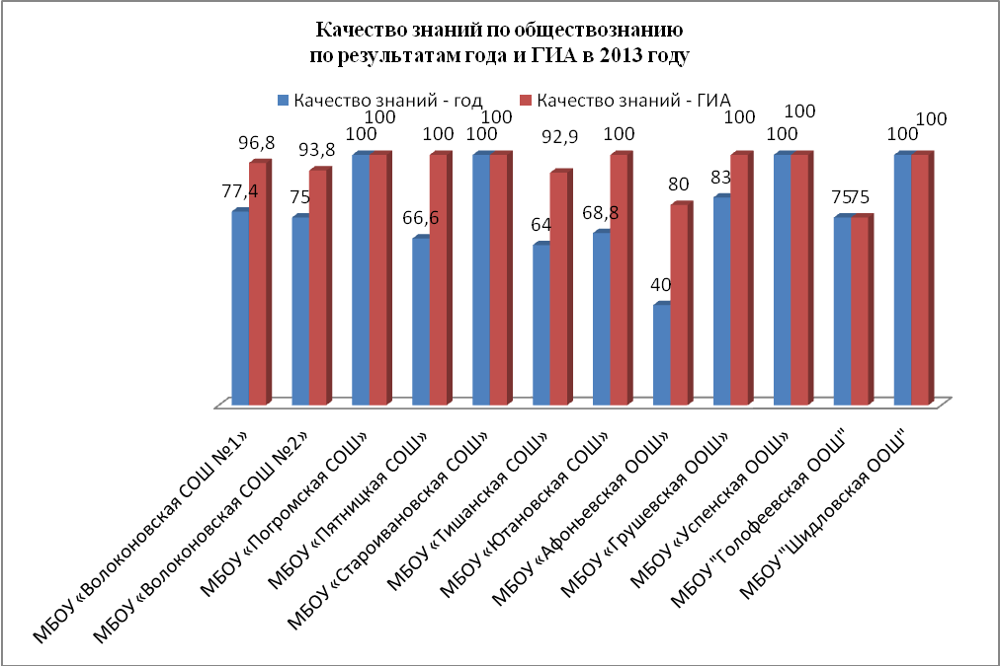 Качество знаний по обществознанию
по результатам года и ГИА в 2013 году
Качество знаний - год
Качество знаний - ГИА
77,4
96,8
75
93,8
100
100
66,6
100
100
100
64
92,9
68,8
100
40
80
83
100
100
100
75
75
100
100
МБОУ «Волоконовская СОШ №1»
МБОУ «Волоконовская СОШ №2»
МБОУ «Погромская СОШ»
МБОУ «Пятницкая СОШ»
МБОУ «Староивановская СОШ»
МБОУ «Тишанская СОШ»
МБОУ «Ютановская СОШ»
МБОУ «Афоньевская ООШ»
МБОУ «Грушевская ООШ»
МБОУ «Успенская ООШ»
МБОУ "Голофеевская ООШ"
МБОУ "Шидловская ООШ"